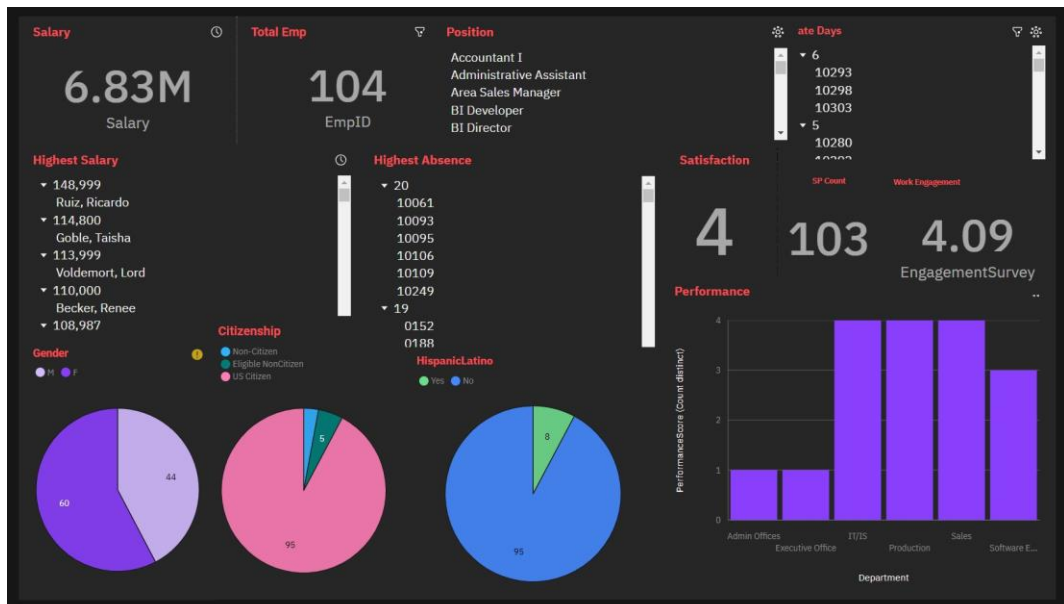 Salary
6.83M
Salary
Total Emp
104
EmpID
Position
Accountant I
Administrative Assistant
Area Sales Manager
BI Developer
BI Director
ate Days
6
10293
10298
10303
5
10280
Highest Salary
148,999
Ruiz, Ricardo
114,800
Goble, Taisha
113,999
Voldemort, Lord
110,000
Becker, Renee
108,987
Highest Absence
20
10061
10093
10095
10106
10109
10249
19
0152
0188
Satisfaction
4
SP Count
103
Work Engagement
4.09
EngagementSurvey
Gender
M F
44
60
Citizenship
Non-Citizen
Eligible NonCitizen
US Citizen
5
95
HispanicLatino
Yes No
8
95
Performance
PerformanceScore (Count distinct)
4
3
2
1
0
Admin Offices
Executive Office
IT/IS
Production
Sales
Software E...
Department